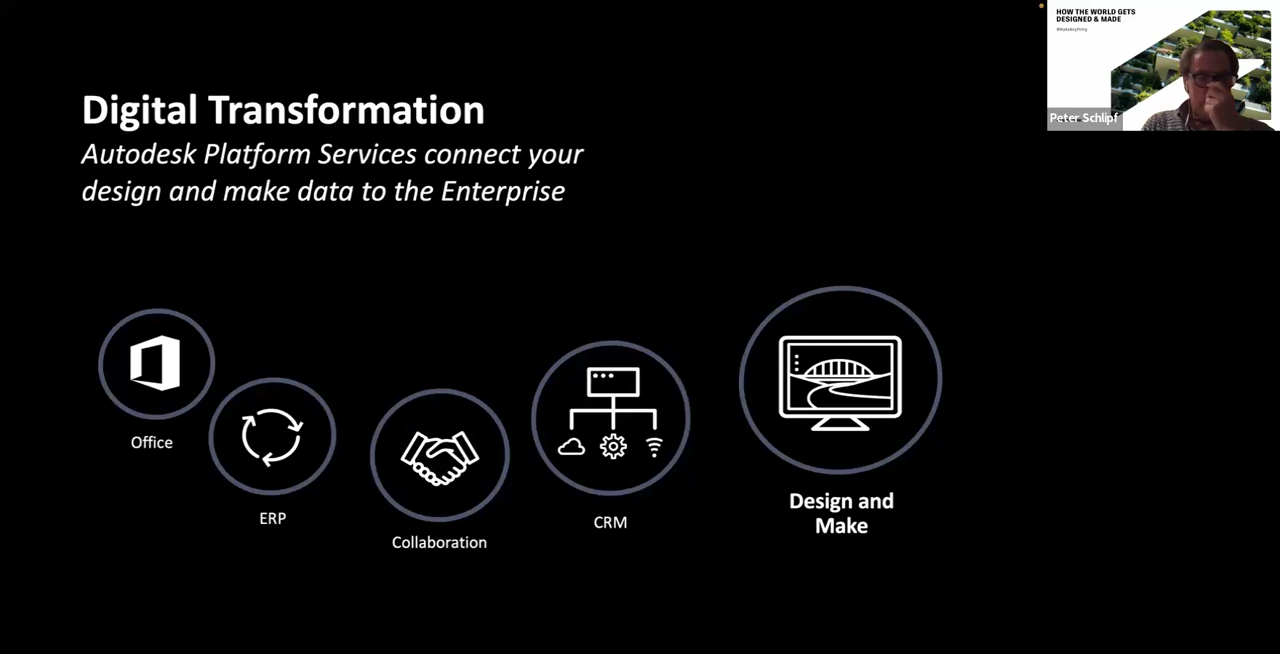 Digital Transformation
Autodesk Platform Services connect your
design and make data to the Enterprise
HOW THE WORLD GETS
DESIGNED & MADE
#MakeAnything
Peter Schlipf
Office
ERP
Collaboration
CRM
Design and
Make